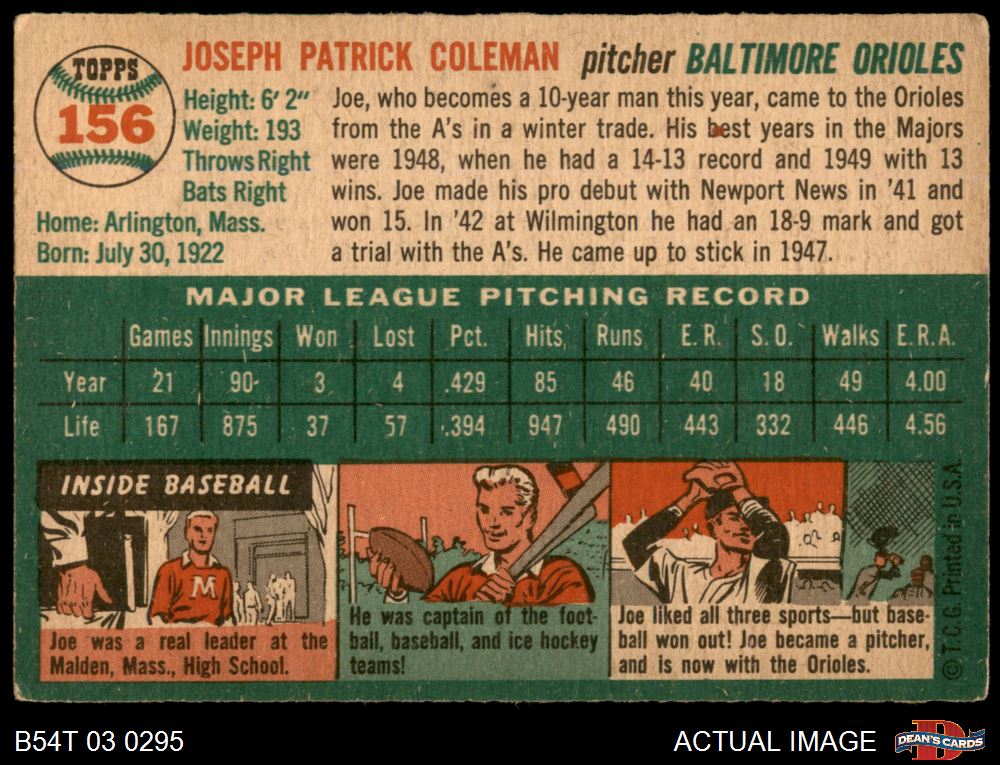 TOPPS
156
JOSEPH PATRICK COLEMAN pitcher BALTIMORE ORIOLES
Height: 6' 2"
Weight: 193
Throws Right
Bats Right
Home: Arlington, Mass.
Born: July 30, 1922
Joe, who becomes a 10-year man this year, came to the Orioles
from the A's in a winter trade. His best years in the Majors
were 1948, when he had a 14-13 record and 1949 with 13
wins. Joe made his pro debut with Newport News in '41 and
won 15. In '42 at Wilmington he had an 18-9 mark and got
a trial with the A's. He came up to stick in 1947.
MAJOR LEAGUE PITCHING RECORD
Games Innings Won Lost Pct. Hits Runs E. R. S. O. Walks E. R. A.
Year 21 90 3 4 .429 85 46 40 18 49 4.00
Life 167 875 37 57 .394 947 490 443 332 446 4.56
INSIDE BASEBALL
M
Joe was a real leader at the
Malden, Mass., High School.
He was captain of the foot-
ball, baseball, and ice hockey
teams!
Joe liked all three sports—but base-
ball won out! Joe became a pitcher,
and is now with the Orioles.
© T.C.G. Printed in U.S.A.
B54T 03 0295
ACTUAL IMAGE
DEAN'S CARDS